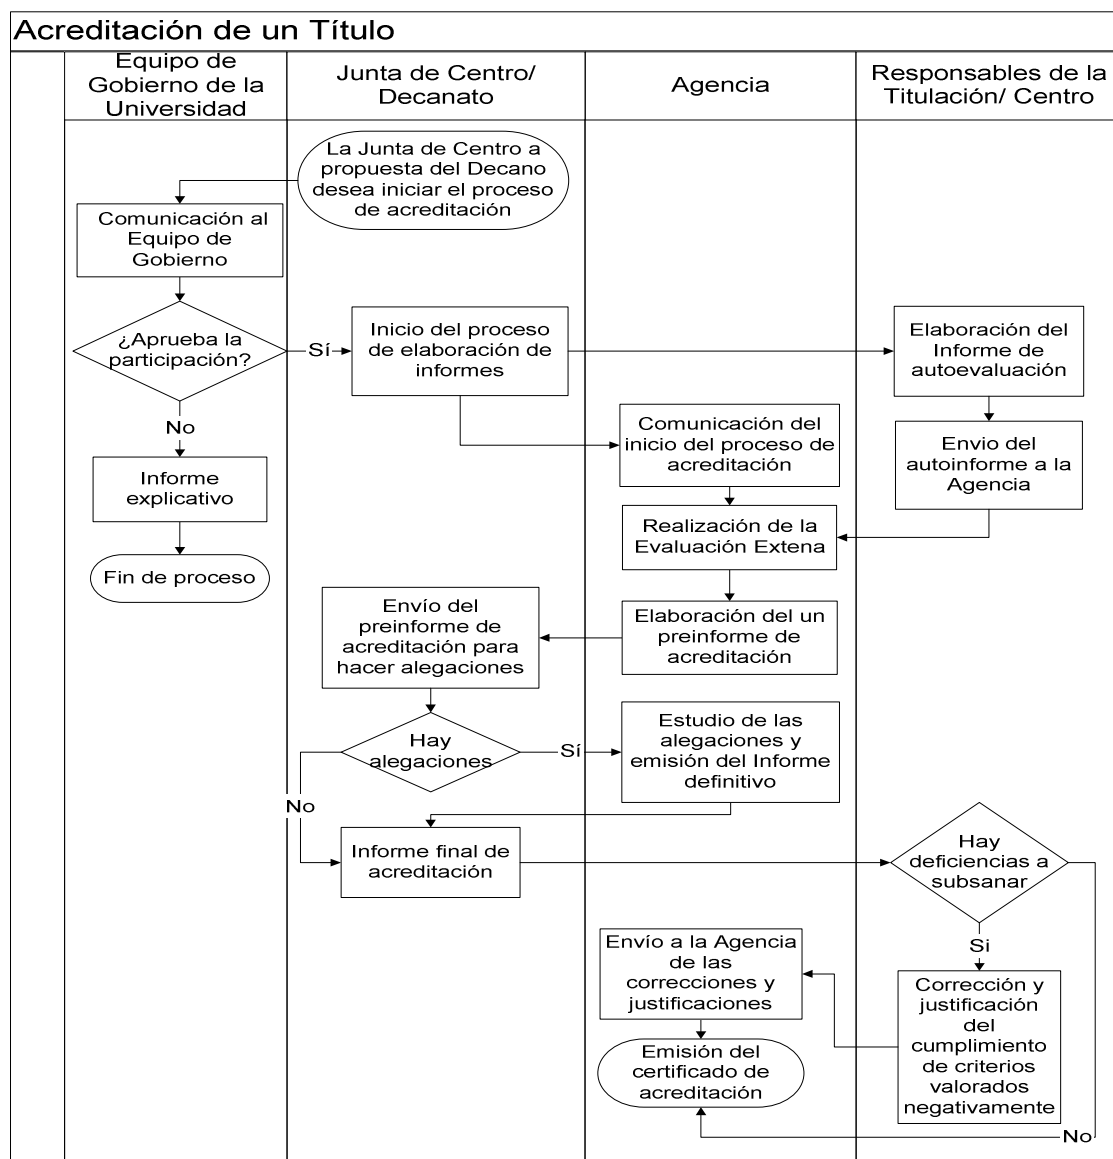 Acreditación de un Título
Equipo de
Gobierno de la
Universidad
Junta de Centro/
Decanato
Agencia
Responsables de la
Titulación/ Centro
La Junta de Centro a
propuesta del Decano
desea iniciar el proceso
de acreditación
Comunicación al
Equipo de
Gobierno
¿Aprueba la
participación?
Sí
Inicio del proceso
de elaboración de
informes
Elaboración del
Informe de
autoevaluación
No
Comunicación del
inicio del proceso de
acreditación
Envio del
autoinforme a la
Agencia
Informe
explicativo
Realización de la
Evaluación Extena
Fin de proceso
Envío del
preinforme de
acreditación para
hacer alegaciones
Elaboración del un
preinforme de
acreditación
Hay
alegaciones
Sí
Estudio de las
alegaciones y
emisión del Informe
definitivo
No
Informe final de
acreditación
Hay
deficiencias a
subsanar
Si
Envío a la Agencia
de las
correcciones y
justificaciones
Corrección y
justificación
del
cumplimiento
de criterios
valorados
negativamente
Emisión del
certificado de
acreditación
No